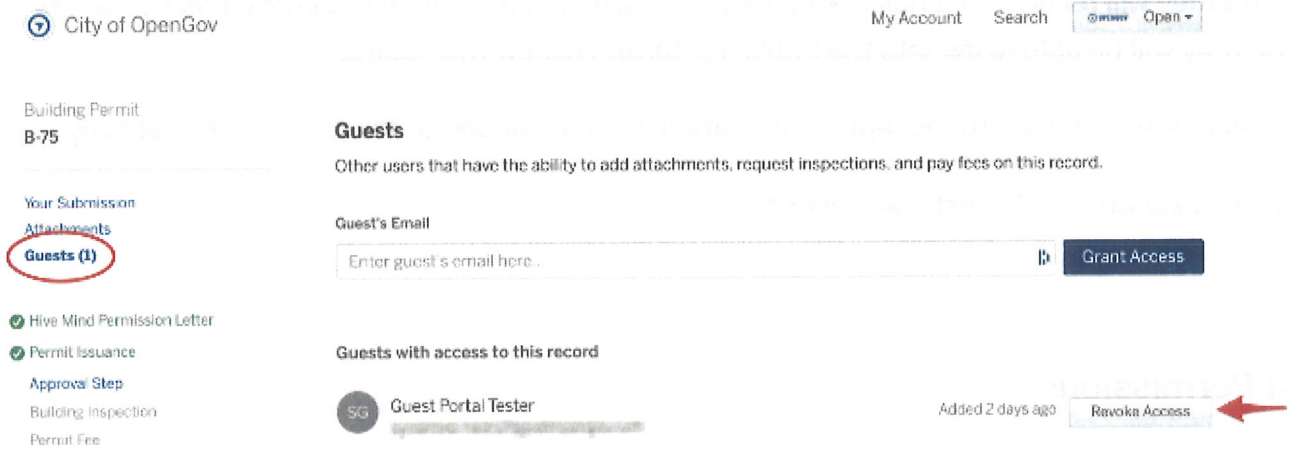 City of OpenGov
My Account Search Open
Building Permit
B-75
Guests
Other users that have the ability to add attachments, request inspections, and pay fees on this record.
Your Submission
Attachments
Guests (1)
Guest's Email
Enter guest's email here..
Grant Access
Hive Mind Permission Letter
Permit Issuance
Approval Step
Building Inspection
Permit Fee
Guests with access to this record
SG
Guest Portal Tester
Added 2 days ago
Revoke Access